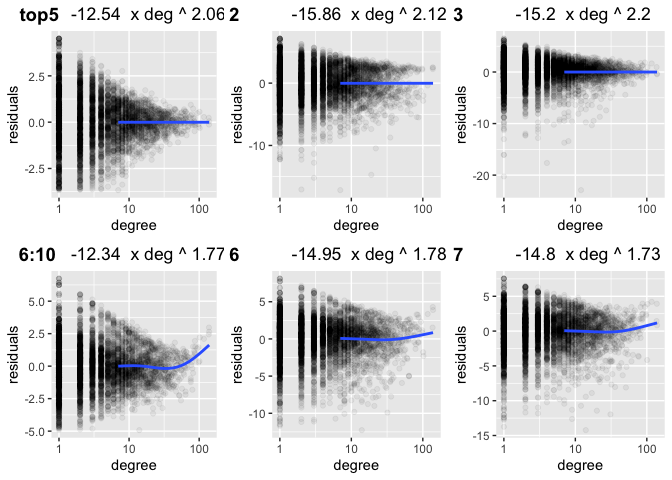 top5 -12.54 x deg ^ 2.06
2 -15.86 x deg ^ 2.12
3 -15.2 x deg ^ 2.2
residuals
2.5
0.0
-2.5
1 10 100
degree
residuals
0
-10
1 10 100
degree
residuals
0
-10
-20
1 10 100
degree
6:10 -12.34 x deg ^ 1.77
6 -14.95 x deg ^ 1.78
7 -14.8 x deg ^ 1.73
residuals
5.0
2.5
0.0
-2.5
-5.0
1 10 100
degree
residuals
5
0
-5
-10
1 10 100
degree
residuals
5
0
-5
-10
-15
1 10 100
degree